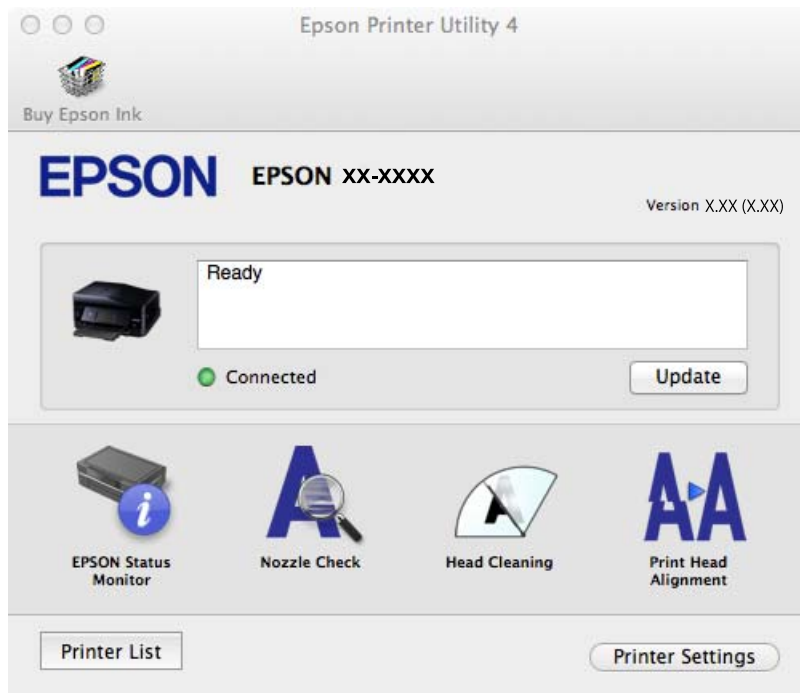 Epson Printer Utility 4
Buy Epson Ink
EPSON
EPSON XX-XXXX
Version X.XX (X.XX)
Ready
Connected
Update
EPSON Status
Monitor
Nozzle Check
Head Cleaning
Print Head
Alignment
Printer List
Printer Settings